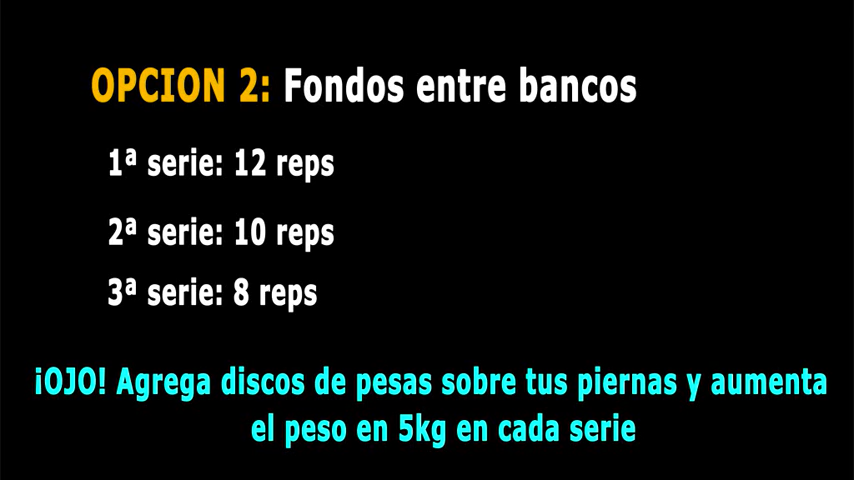 OPCION 2: Fondos entre bancos
1ª serie: 12 reps
2ª serie: 10 reps
3ª serie: 8 reps
¡OJO! Agrega discos de pesas sobre tus piernas y aumenta
el peso en 5kg en cada serie